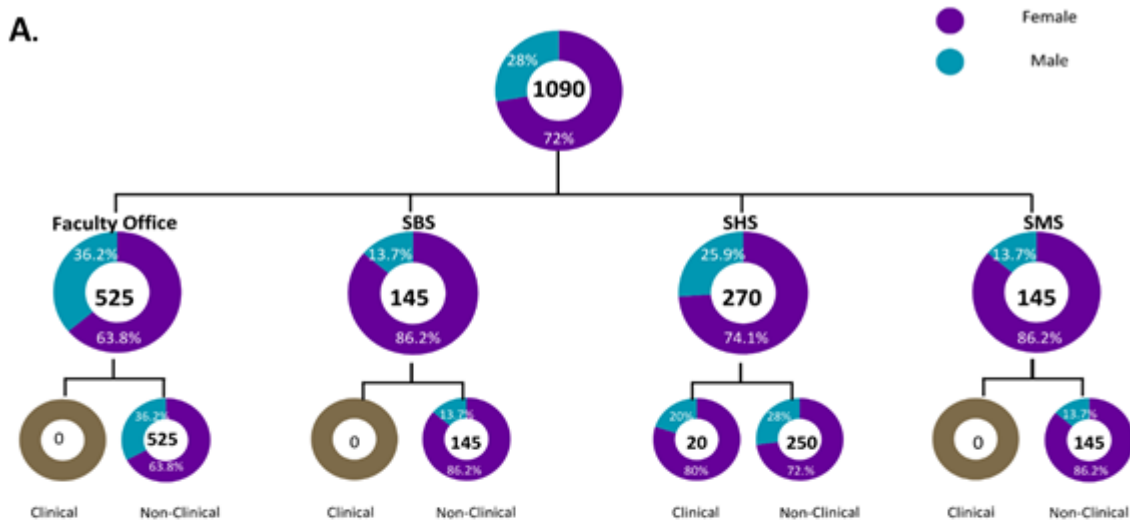 A.
Female
Male
28%
1090
72%
Faculty Office
SBS
SHS
SMS
36.2%
13.7%
25.9%
13.7%
525
145
270
145
63.8%
86.2%
74.1%
86.2%
36.2%
13.7%
20%
28%
13.7%
0
525
0
145
20
250
0
145
63.8%
86.2%
80%
72.%
86.2%
Clinical
Non-Clinical
Clinical
Non-Clinical
Clinical
Non-Clinical
Clinical
Non-Clinical